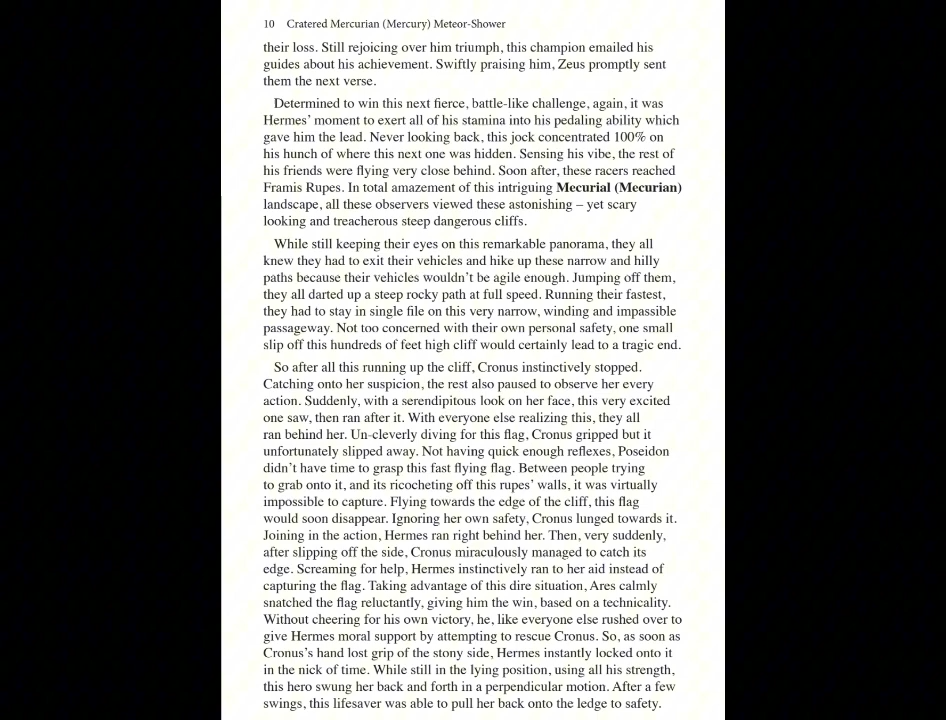 10 Cratered Mercurian (Mercury) Meteor-Shower
their loss. Still rejoicing over him triumph, this champion emailed his
guides about his achievement. Swiftly praising him, Zeus promptly sent
them the next verse.
Determined to win this next fierce, battle-like challenge, again, it was
Hermes' moment to exert all of his stamina into his pedaling ability which
gave him the lead. Never looking back, this jock concentrated 100% on
his hunch of where this next one was hidden. Sensing his vibe, the rest of
his friends were flying very close behind. Soon after, these racers reached
Framis Rupes. In total amazement of this intriguing Mecurial (Mecurian)
landscape, all these observers viewed these astonishing – yet scary
looking and treacherous steep dangerous cliffs.
While still keeping their eyes on this remarkable panorama, they all
knew they had to exit their vehicles and hike up these narrow and hilly
paths because their vehicles wouldn't be agile enough. Jumping off them,
they all darted up a steep rocky path at full speed. Running their fastest,
they had to stay in single file on this very narrow, winding and impassible
passageway. Not too concerned with their own personal safety, one small
slip off this hundreds of feet high cliff would certainly lead to a tragic end.
So after all this running up the cliff, Cronus instinctively stopped.
Catching onto her suspicion, the rest also paused to observe her every
action. Suddenly, with a serendipitous look on her face, this very excited
one saw, then ran after it. With everyone else realizing this, they all
ran behind her. Un-cleverly diving for this flag, Cronus gripped but it
unfortunately slipped away. Not having quick enough reflexes, Poseidon
didn't have time to grasp this fast flying flag. Between people trying
to grab onto it, and its ricocheting off this rupes' walls, it was virtually
impossible to capture. Flying towards the edge of the cliff, this flag
would soon disappear. Ignoring her own safety, Cronus lunged towards it.
Joining in the action, Hermes ran right behind her. Then, very suddenly,
after slipping off the side, Cronus miraculously managed to catch its
edge. Screaming for help, Hermes instinctively ran to her aid instead of
capturing the flag. Taking advantage of this dire situation, Ares calmly
snatched the flag reluctantly, giving him the win, based on a technicality.
Without cheering for his own victory, he, like everyone else rushed over to
give Hermes moral support by attempting to rescue Cronus. So, as soon as
Cronus's hand lost grip of the stony side, Hermes instantly locked onto it
in the nick of time. While still in the lying position, using all his strength,
this hero swung her back and forth in a perpendicular motion. After a few
swings, this lifesaver was able to pull her back onto the ledge to safety.